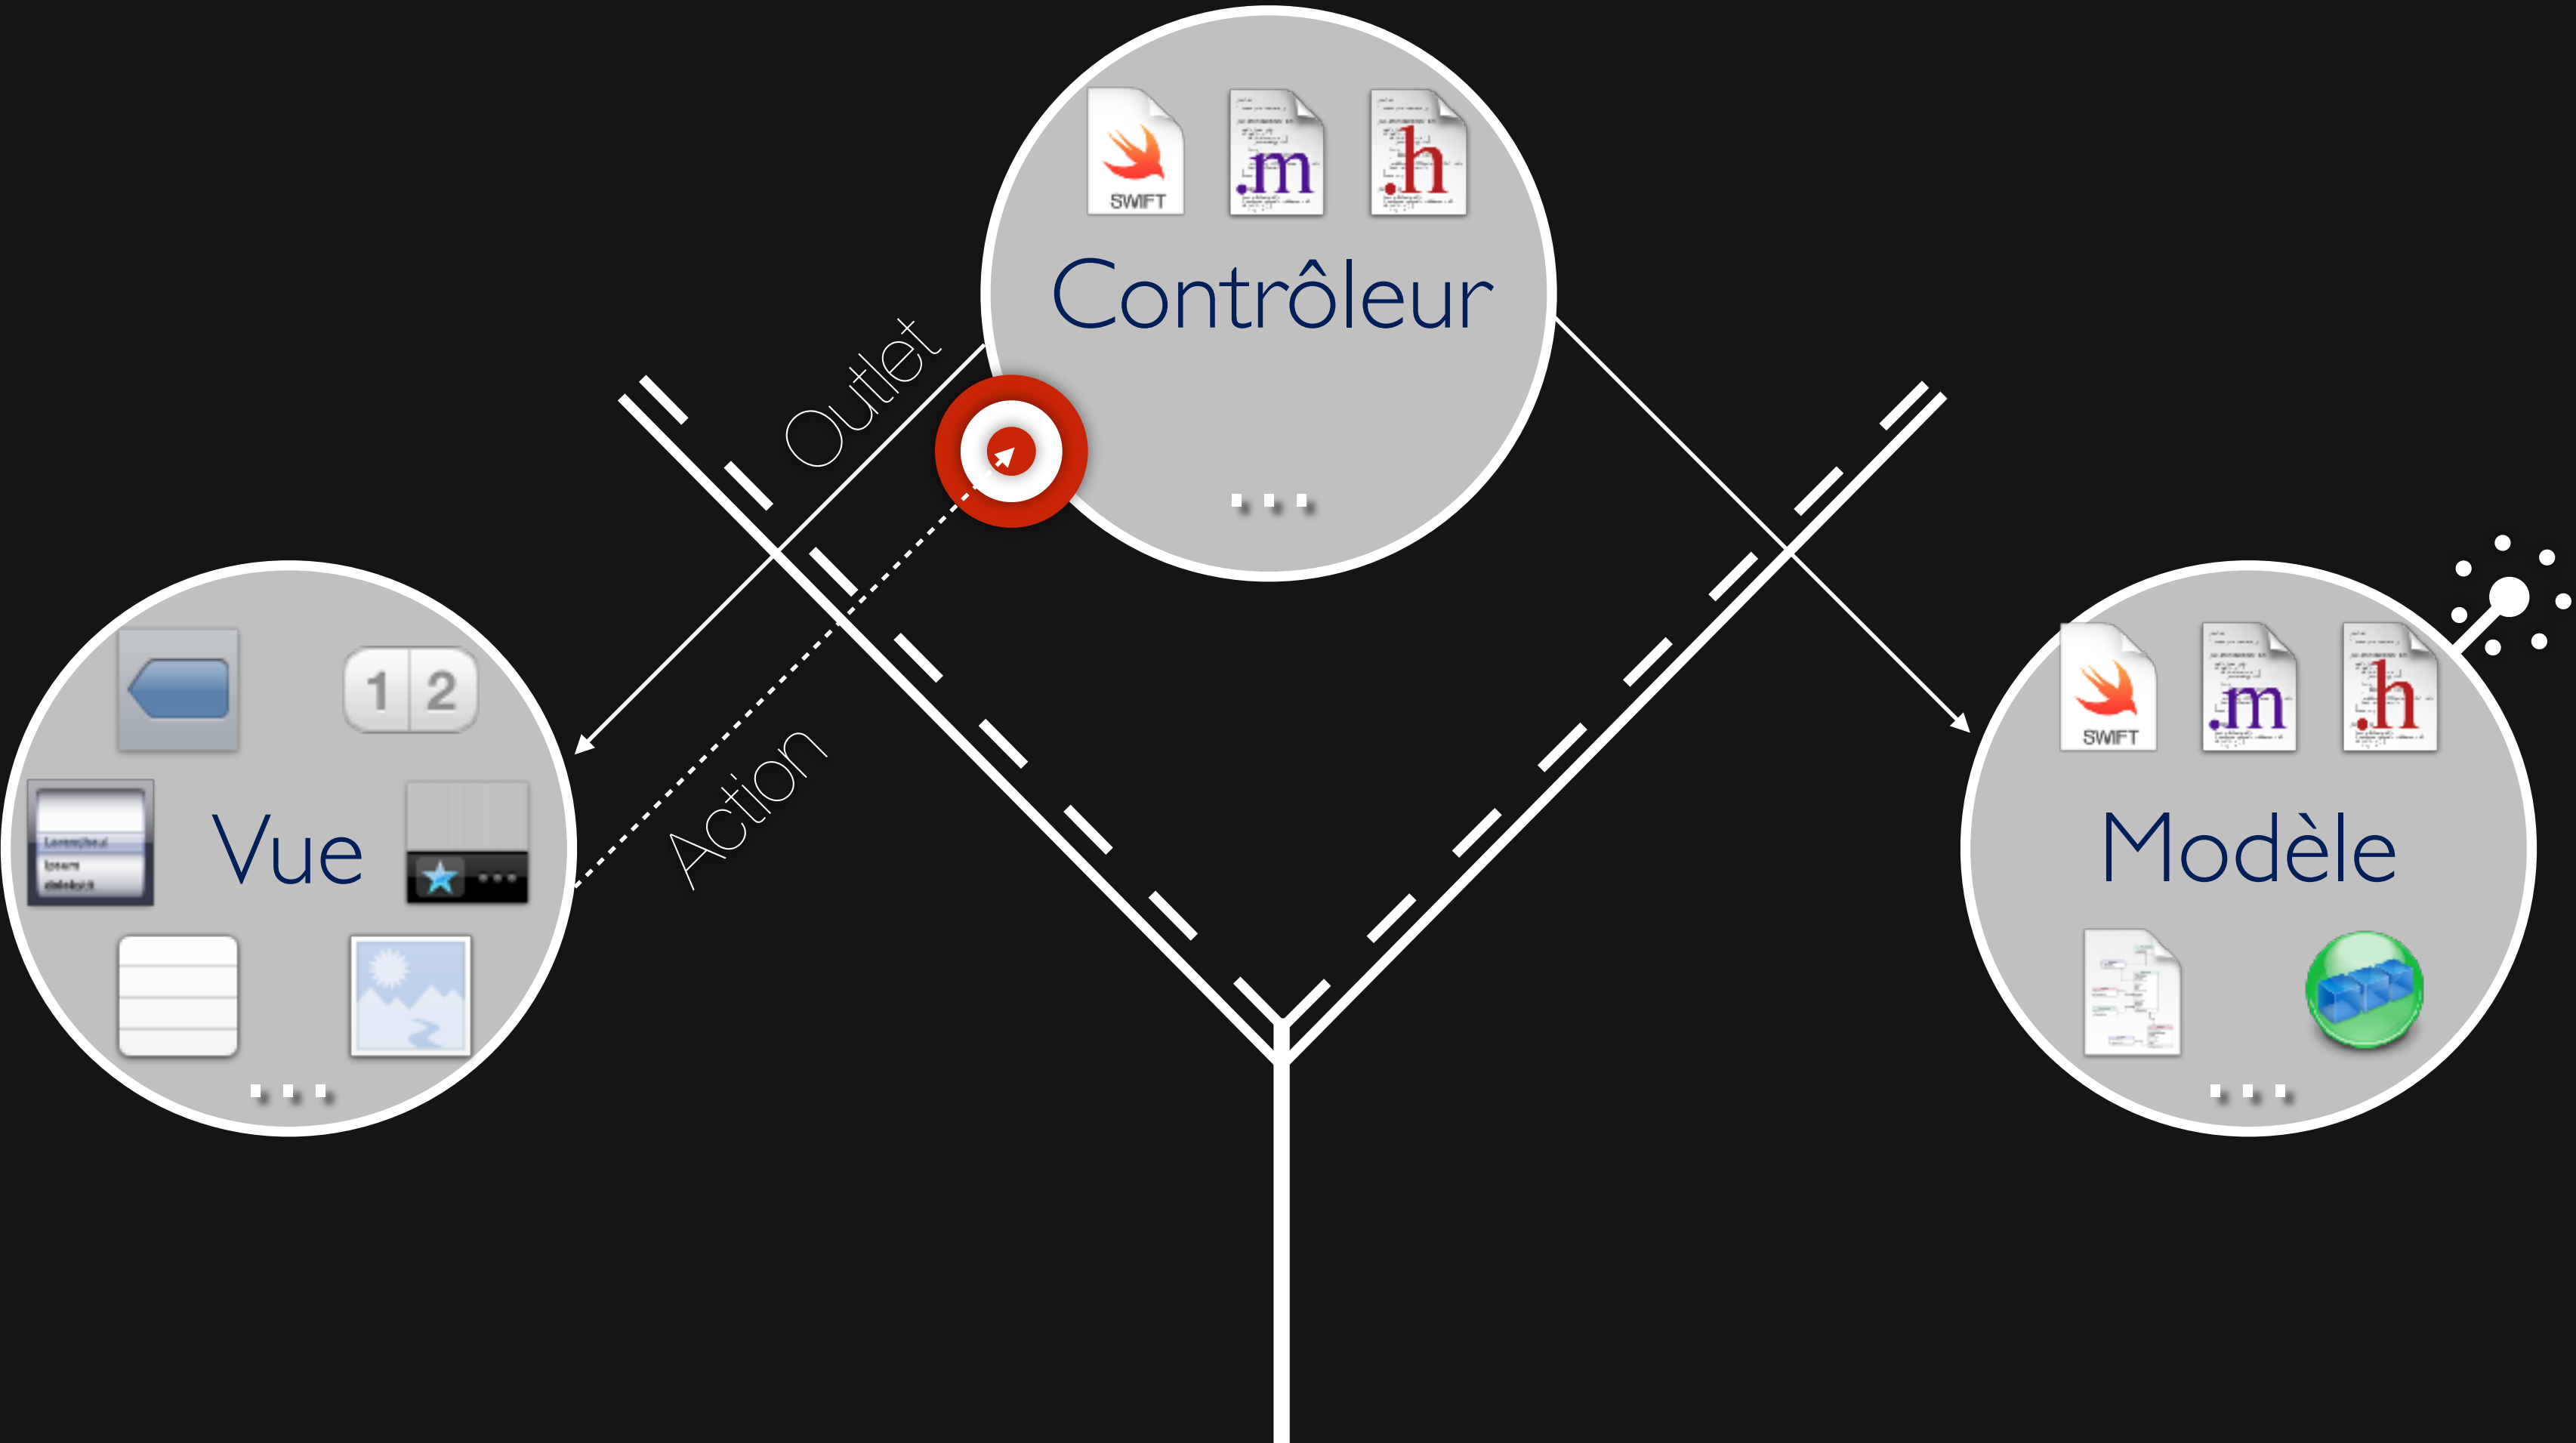 SWIFT
.m
.h
Contrôleur
...
Outlet
Action
1 2
Vue
...
SWIFT
.m
.h
Modèle
...